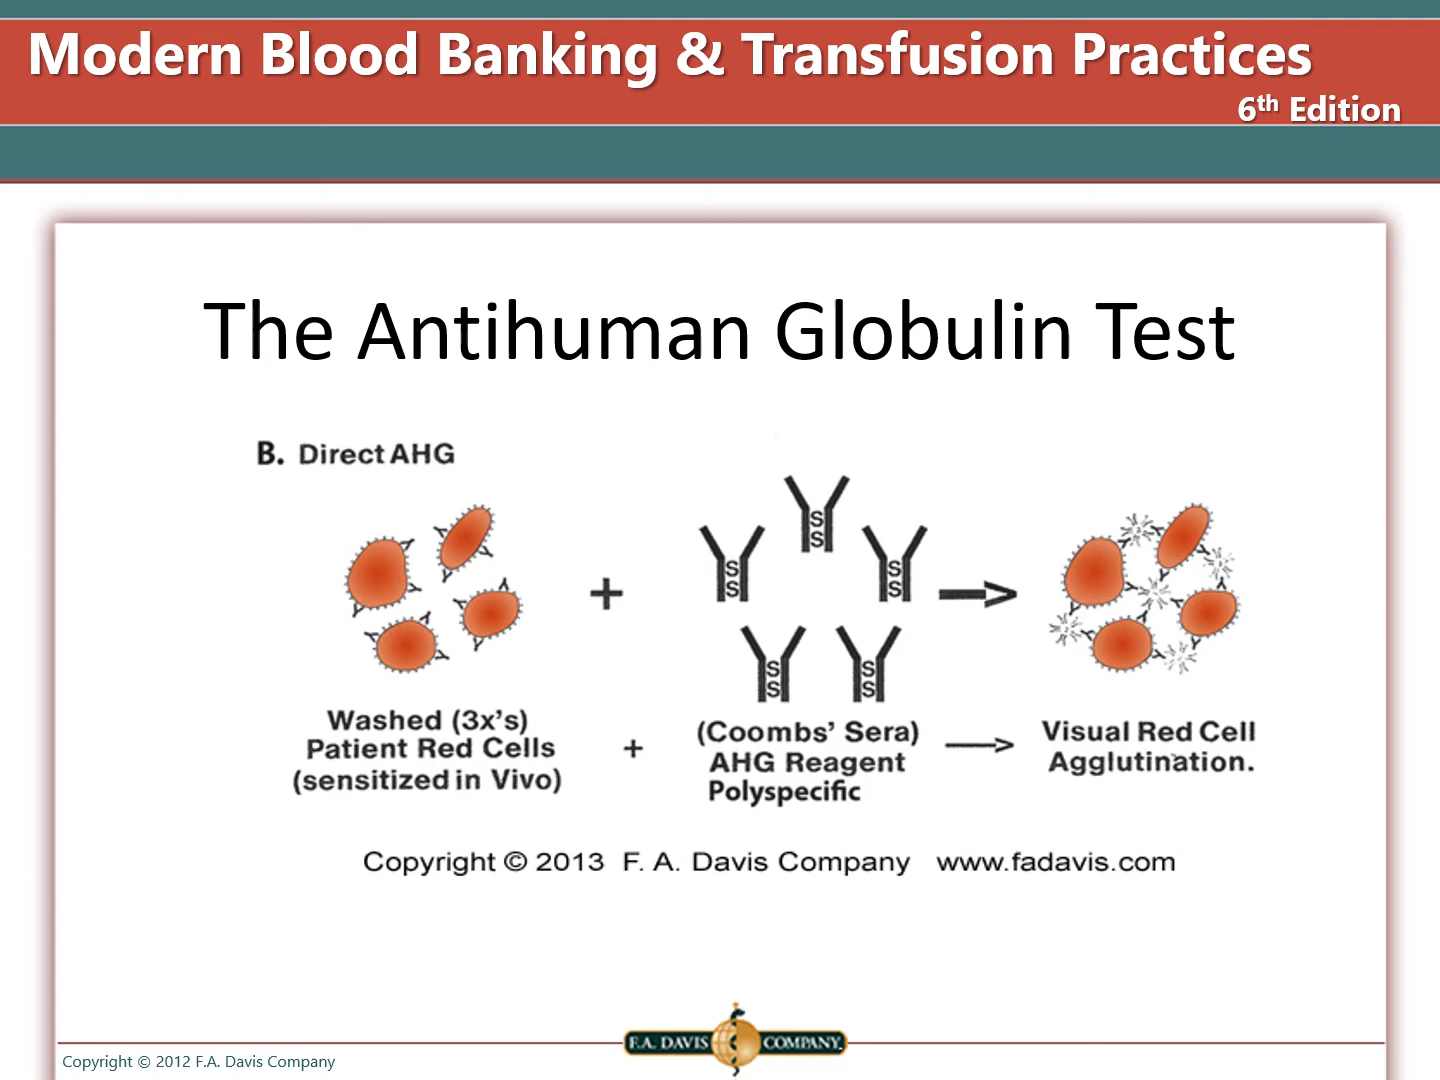 Modern Blood Banking & Transfusion Practices
6th Edition
The Antihuman Globulin Test
B. Direct AHG
S
S
S
S
S
S
+
S
S
S
S
Washed (3x's)
Patient Red Cells
(sensitized in Vivo)
+
(Coombs' Sera)
AHG Reagent
Polyspecific
Visual Red Cell
Agglutination.
Copyright © 2013 F. A. Davis Company www.fadavis.com
F.A. DAVIS COMPANY.
Copyright © 2012 F.A. Davis Company